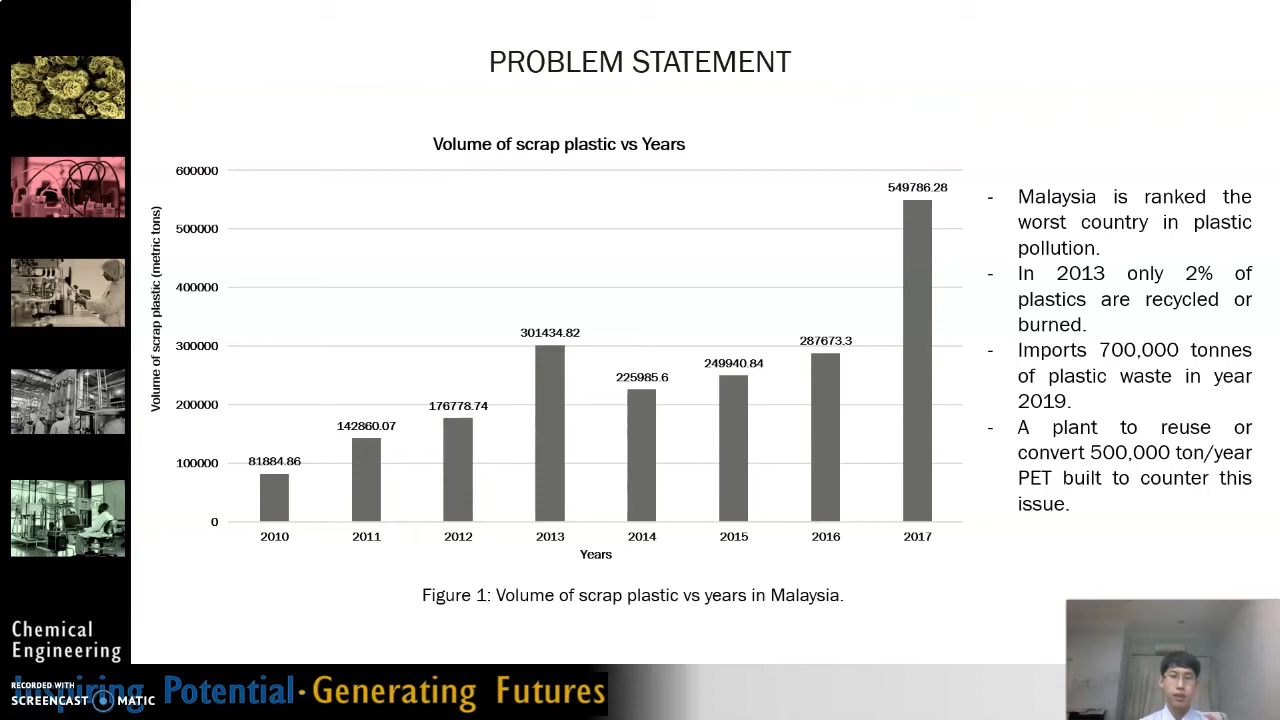 PROBLEM STATEMENT
Volume of scrap plastic vs Years
Volume of scrap plastic (metric tons)
600000
500000
400000
300000
200000
100000
0
81884.86
142860.07
176778.74
301434.82
225985.6
249940.84
287673.3
549786.28
2010 2011 2012 2013 2014 2015 2016 2017
Years
Figure 1: Volume of scrap plastic vs years in Malaysia.
- Malaysia is ranked the
worst country in plastic
pollution.
- In 2013 only 2% of
plastics are recycled or
burned.
- Imports 700,000 tonnes
of plastic waste in year
2019.
- A plant to reuse or
convert 500,000 ton/year
PET built to counter this
issue.
Chemical
Engineering
Inspiring Potential · Generating Futures
RECORDED WITH
SCREENCAST MATIC